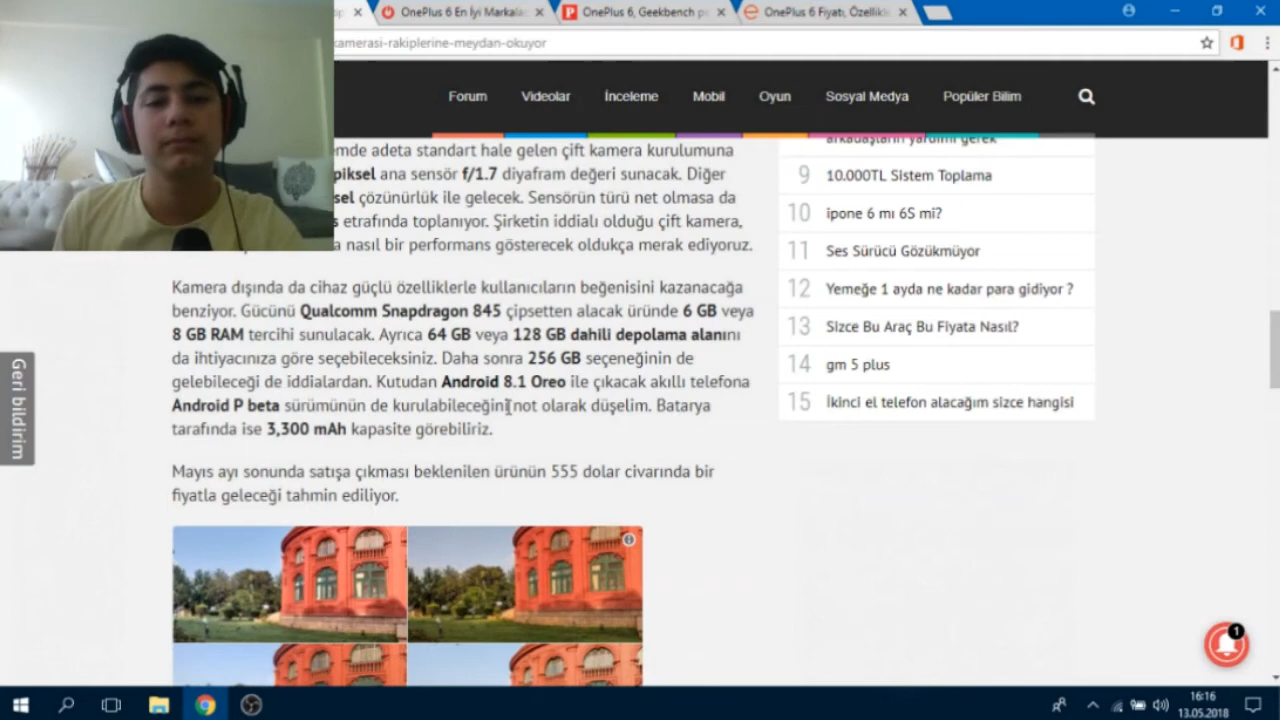 OnePlus 6 En İyi Markala
OnePlus 6, Geekbench p
OnePlus 6 Fiyatı, Özellikle
kamerasi-rakiplerine-meydan-okuyor
Forum
Videolar
İnceleme
Mobil
Oyun
Sosyal Medya
Popüler Bilim
emde adeta standart hale gelen çift kamera kurulumuna
piksel ana sensör f/1.7 diyafram değeri sunacak. Diğer
sel çözünürlük ile gelecek. Sensörün türü net olmasa da
s etrafında toplanıyor. Şirketin iddialı olduğu çift kamera,
a nasıl bir performans gösterecek oldukça merak ediyoruz.
Kamera dışında da cihaz güçlü özelliklerle kullanıcıların beğenisini kazanacağa
benziyor. Gücünü Qualcomm Snapdragon 845 çipsetten alacak üründe 6 GB veya
8 GB RAM tercihi sunulacak. Ayrıca 64 GB veya 128 GB dahili depolama alanını
da ihtiyacınıza göre seçebileceksiniz. Daha sonra 256 GB seçeneğinin de
gelebileceği de iddialardan. Kutudan Android 8.1 Oreo ile çıkacak akıllı telefona
Android P beta sürümünün de kurulabileceğini not olarak düşelim. Batarya
tarafında ise 3,300 mAh kapasite görebiliriz.
Mayıs ayı sonunda satışa çıkması beklenilen ürünün 555 dolar civarında bir
fiyatla geleceği tahmin ediliyor.
arkadaşların yardımı gerek
9 10.000TL Sistem Toplama
10 ipone 6 mı 6S mi?
11 Ses Sürücü Gözükmüyor
12 Yemeğe 1 ayda ne kadar para gidiyor ?
13 Sizce Bu Araç Bu Fiyata Nasıl?
14 gm 5 plus
15 İkinci el telefon alacağım sizce hangisi
Geri bildirim
1
16:16
13.05.2018